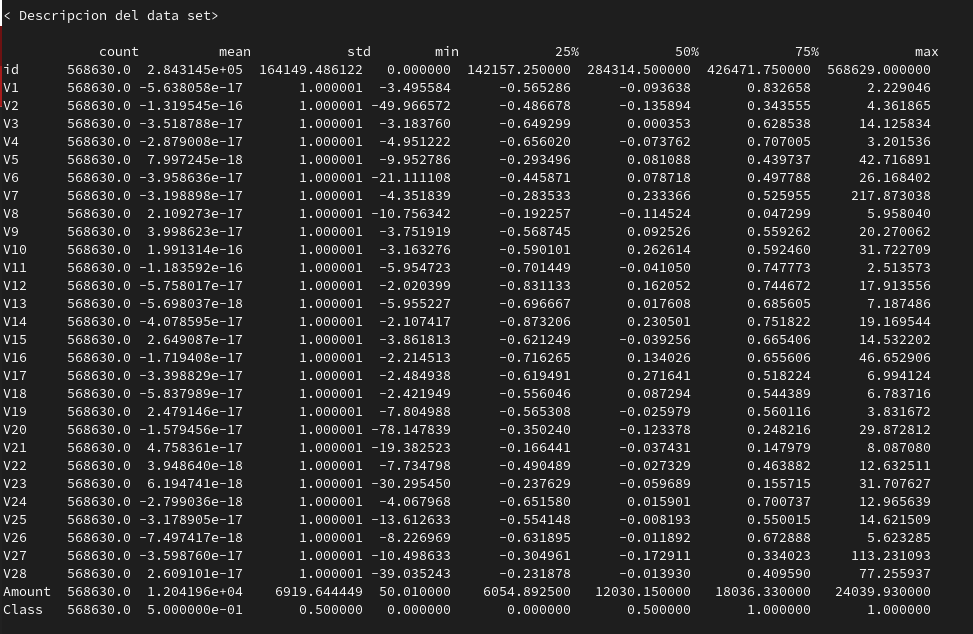 < Descripcion del data set>
count mean std min 25% 50% 75% max
id 568630.0 2.843145e+05 164149.486122 0.000000 142157.250000 284314.500000 426471.750000 568629.000000
V1 568630.0 -5.638058e-17 1.000001 -3.495584 -0.565286 -0.093638 0.832658 2.229046
V2 568630.0 -1.319545e-16 1.000001 -49.966572 -0.486678 -0.135894 0.343555 4.361865
V3 568630.0 -3.518788e-17 1.000001 -3.183760 -0.649299 0.000353 0.628538 14.125834
V4 568630.0 -2.879008e-17 1.000001 -4.951222 -0.656020 -0.073762 0.707005 3.201536
V5 568630.0 7.997245e-18 1.000001 -9.952786 -0.293496 0.081088 0.439737 42.716891
V6 568630.0 -3.958636e-17 1.000001 -21.111108 -0.445871 0.078718 0.497788 26.168402
V7 568630.0 -3.198898e-17 1.000001 -4.351839 -0.283533 0.233366 0.525955 217.873038
V8 568630.0 2.109273e-17 1.000001 -10.756342 -0.192257 -0.114524 0.047299 5.958040
V9 568630.0 3.998623e-17 1.000001 -3.751919 -0.568745 0.092526 0.559262 20.270062
V10 568630.0 1.991314e-16 1.000001 -3.163276 -0.590101 0.262614 0.592460 31.722709
V11 568630.0 -1.183592e-16 1.000001 -5.954723 -0.701449 -0.041050 0.747773 2.513573
V12 568630.0 -5.758017e-17 1.000001 -2.020399 -0.831133 0.162052 0.744672 17.913556
V13 568630.0 -5.698037e-18 1.000001 -5.955227 -0.696667 0.017608 0.685605 7.187486
V14 568630.0 -4.078595e-17 1.000001 -2.107417 -0.873206 0.230501 0.751822 19.169544
V15 568630.0 2.649087e-17 1.000001 -3.861813 -0.621249 -0.039256 0.665406 14.532202
V16 568630.0 -1.719408e-17 1.000001 -2.214513 -0.716265 0.134026 0.655606 46.652906
V17 568630.0 -3.398829e-17 1.000001 -2.484938 -0.619491 0.271641 0.518224 6.994124
V18 568630.0 -5.837989e-17 1.000001 -2.421949 -0.556046 0.087294 0.544389 6.783716
V19 568630.0 2.479146e-17 1.000001 -7.804988 -0.565308 -0.025979 0.560116 3.831672
V20 568630.0 -1.579456e-17 1.000001 -78.147839 -0.350240 -0.123378 0.248216 29.872812
V21 568630.0 4.758361e-17 1.000001 -19.382523 -0.166441 -0.037431 0.147979 8.087080
V22 568630.0 3.948640e-18 1.000001 -7.734798 -0.490489 -0.027329 0.463882 12.632511
V23 568630.0 6.194741e-18 1.000001 -30.295450 -0.237629 -0.059689 0.155715 31.707627
V24 568630.0 -2.799036e-18 1.000001 -4.067968 -0.651580 0.015901 0.700737 12.965639
V25 568630.0 -3.178905e-17 1.000001 -13.612633 -0.554148 -0.008193 0.550015 14.621509
V26 568630.0 -7.497417e-18 1.000001 -8.226969 -0.631895 -0.011892 0.672888 5.623285
V27 568630.0 -3.598760e-17 1.000001 -10.498633 -0.304961 -0.172911 0.334023 113.231093
V28 568630.0 2.609101e-17 1.000001 -39.035243 -0.231878 -0.013930 0.409590 77.255937
Amount 568630.0 1.204196e+04 6919.644449 50.010000 6054.892500 12030.150000 18036.330000 24039.930000
Class 568630.0 5.000000e-01 0.500000 0.000000 0.000000 0.500000 1.000000 1.000000